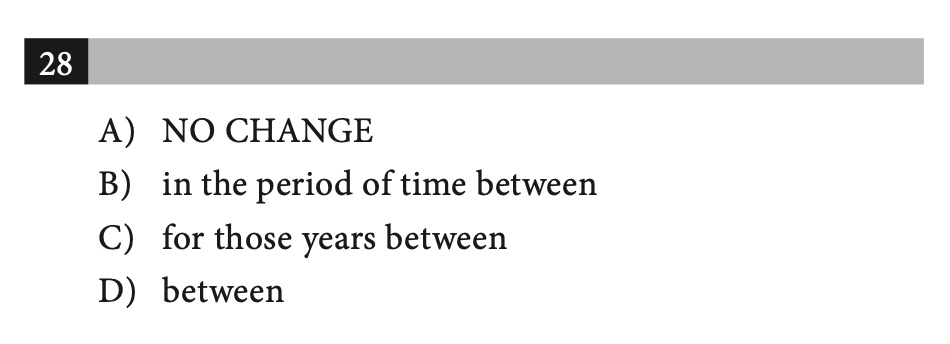 28
A) NO CHANGE
B) in the period of time between
C) for those years between
D) between